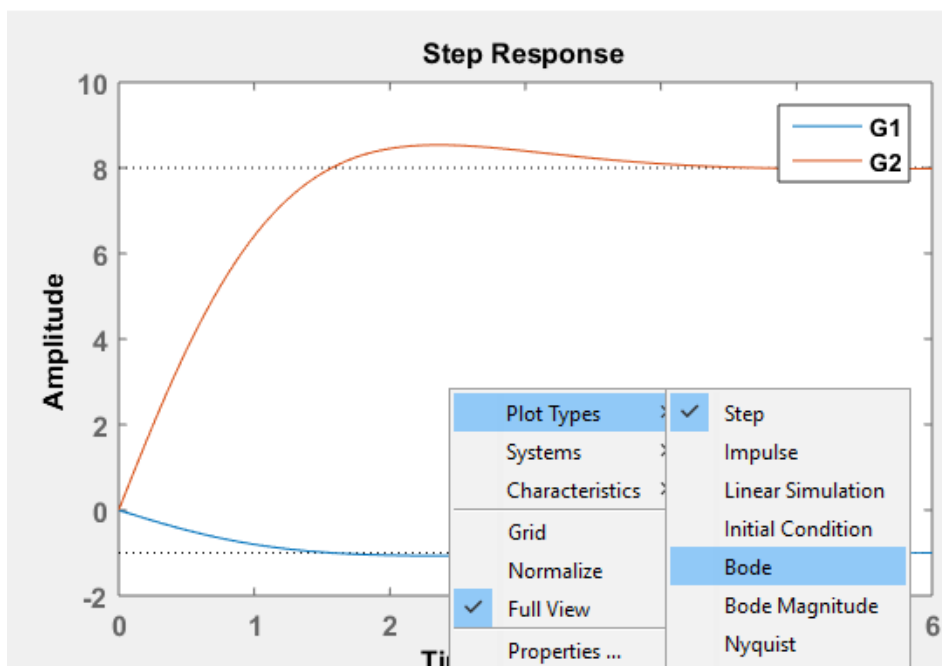 Step Response
10
8
6
4
2
0
-2
Amplitude
G1
G2
0
1
2
6
Plot Types
Systems
Characteristics
Grid
Normalize
Full View
Properties ...
Step
Impulse
Linear Simulation
Initial Condition
Bode
Bode Magnitude
Nyquist